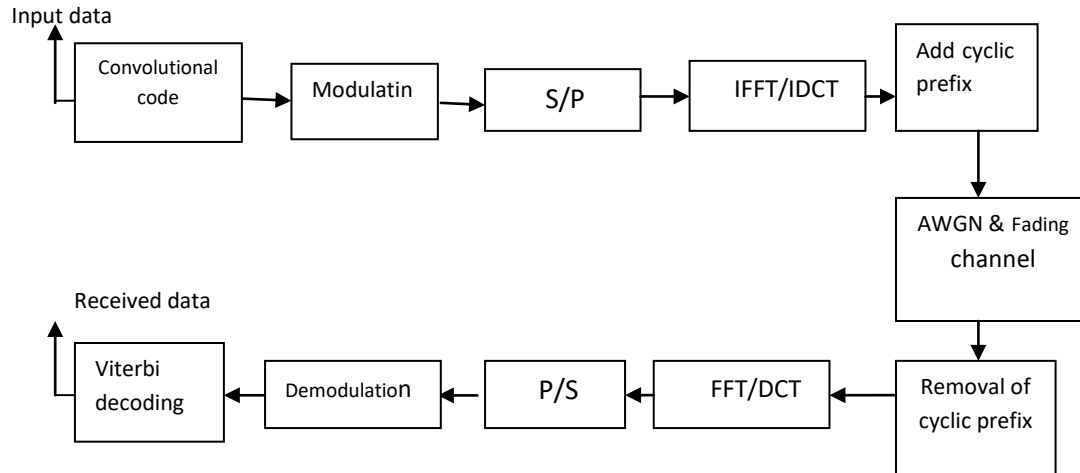 Input data
Convolutional
code
Modulatin
S/P
IFFT/IDCT
Add cyclic
prefix
AWGN & Fading
channel
Received data
Viterbi
decoding
Demodulation
P/S
FFT/DCT
Removal of
cyclic prefix